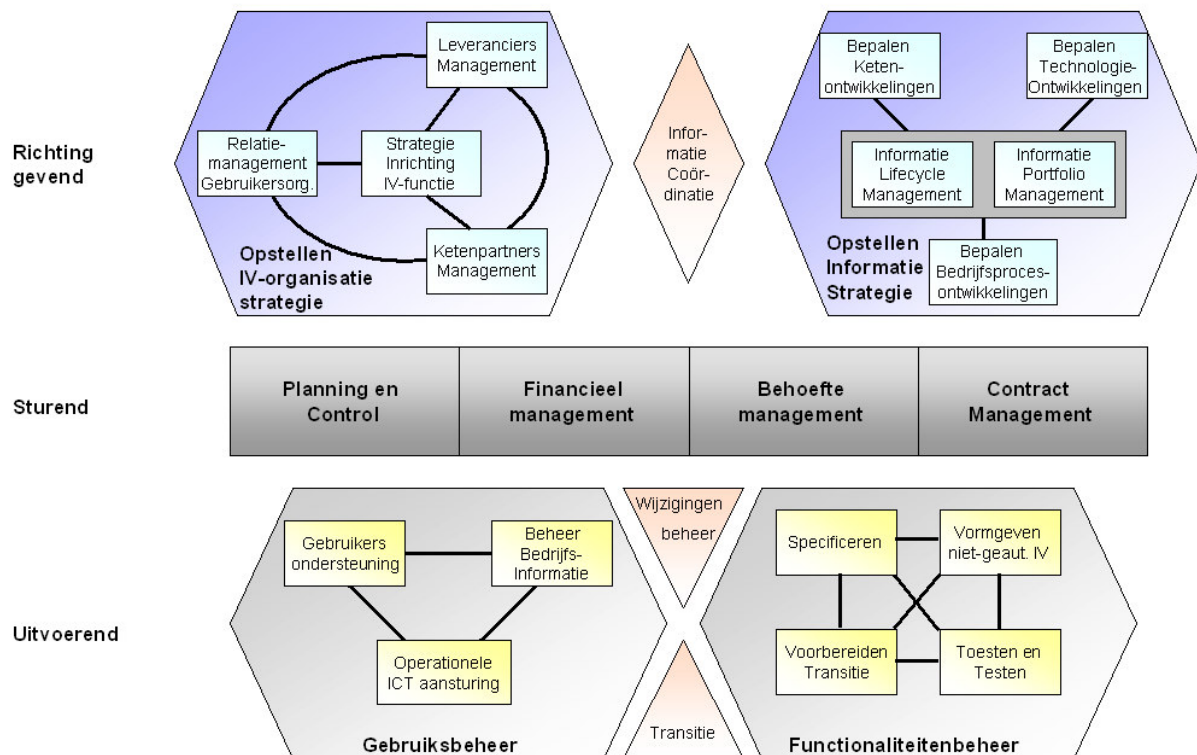 Richting
gevend
Leveranciers
Management
Relatie-
management
Gebruikersorg.
Strategie
Inrichting
IV-functie
Ketenpartners
Management
Opstellen
IV-organisatie
strategie
Infor-
matie
Coör-
dinatie
Bepalen
Keten-
ontwikkelingen
Bepalen
Technologie-
Ontwikkelingen
Informatie
Lifecycle
Management
Informatie
Portfolio
Management
Opstellen
Informatie
Strategie
Bepalen
Bedrijfsproces-
ontwikkelingen
Sturend
Planning en
Control
Financieel
management
Behoefte
management
Contract
Management
Uitvoerend
Gebruikers
ondersteuning
Beheer
Bedrijfs-
Informatie
Operationele
ICT aansturing
Gebruiksbeheer
Wijzigingen
beheer
Transitie
Specificeren
Vormgeven
niet-geaut. IV
Voorbereiden
Transitie
Toesten en
Testen
Functionaliteitenbeheer